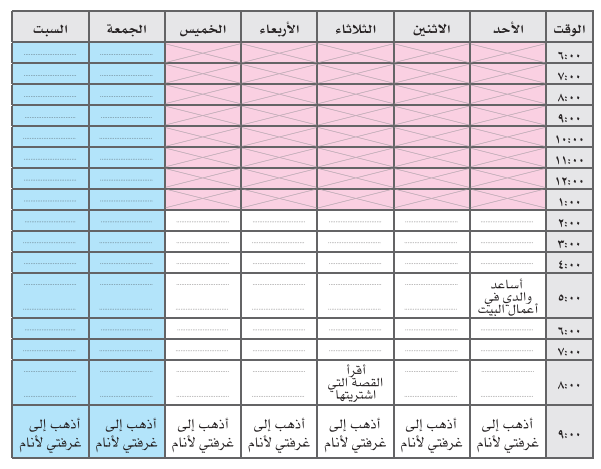 الوقت الأحد الاثنين الثلاثاء الأربعاء الخميس الجمعة السبت
٦:٠٠
٧:٠٠
٨:٠٠
٩:٠٠
١٠:٠٠
١١:٠٠
١٢:٠٠
١:٠٠
٢:٠٠
٣:٠٠
٤:٠٠
٥:٠٠
أساعد
والدي في
أعمال البيت
٦:٠٠
٧:٠٠
٨:٠٠
أقرأ
القصة التي
اشتريتها
٩:٠٠
أذهب إلى
غرفتي لأنام
أذهب إلى
غرفتي لأنام
أذهب إلى
غرفتي لأنام
أذهب إلى
غرفتي لأنام
أذهب إلى
غرفتي لأنام
أذهب إلى
غرفتي لأنام
أذهب إلى
غرفتي لأنام